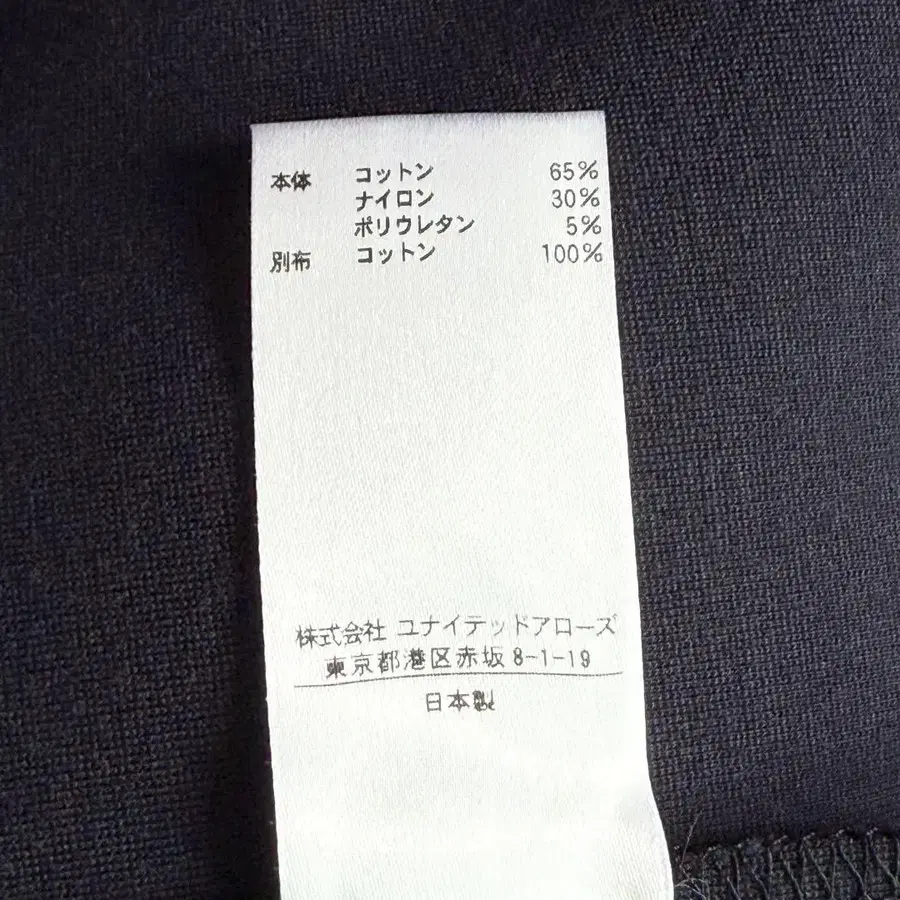 本体 コットン 65%
ナイロン 30%
ポリウレタン 5%
別布 コットン 100%
株式会社 ユナイテッドアローズ
東京都港区赤坂8-1-19
日本製